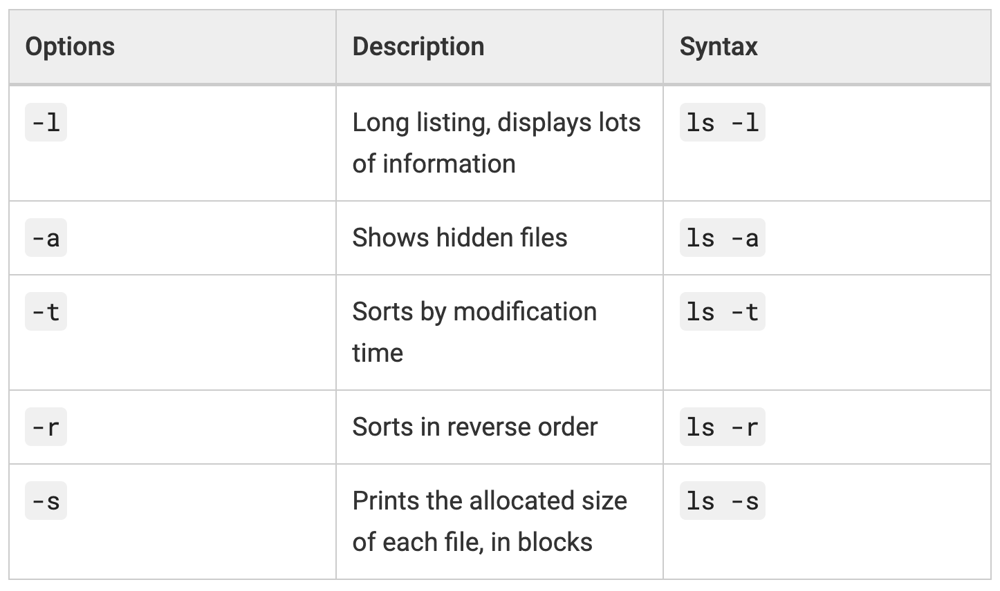 Options Description Syntax
-l Long listing, displays lots ls -l
of information
-a Shows hidden files ls -a
-t Sorts by modification ls -t
time
-r Sorts in reverse order ls -r
-s Prints the allocated size ls -s
of each file, in blocks